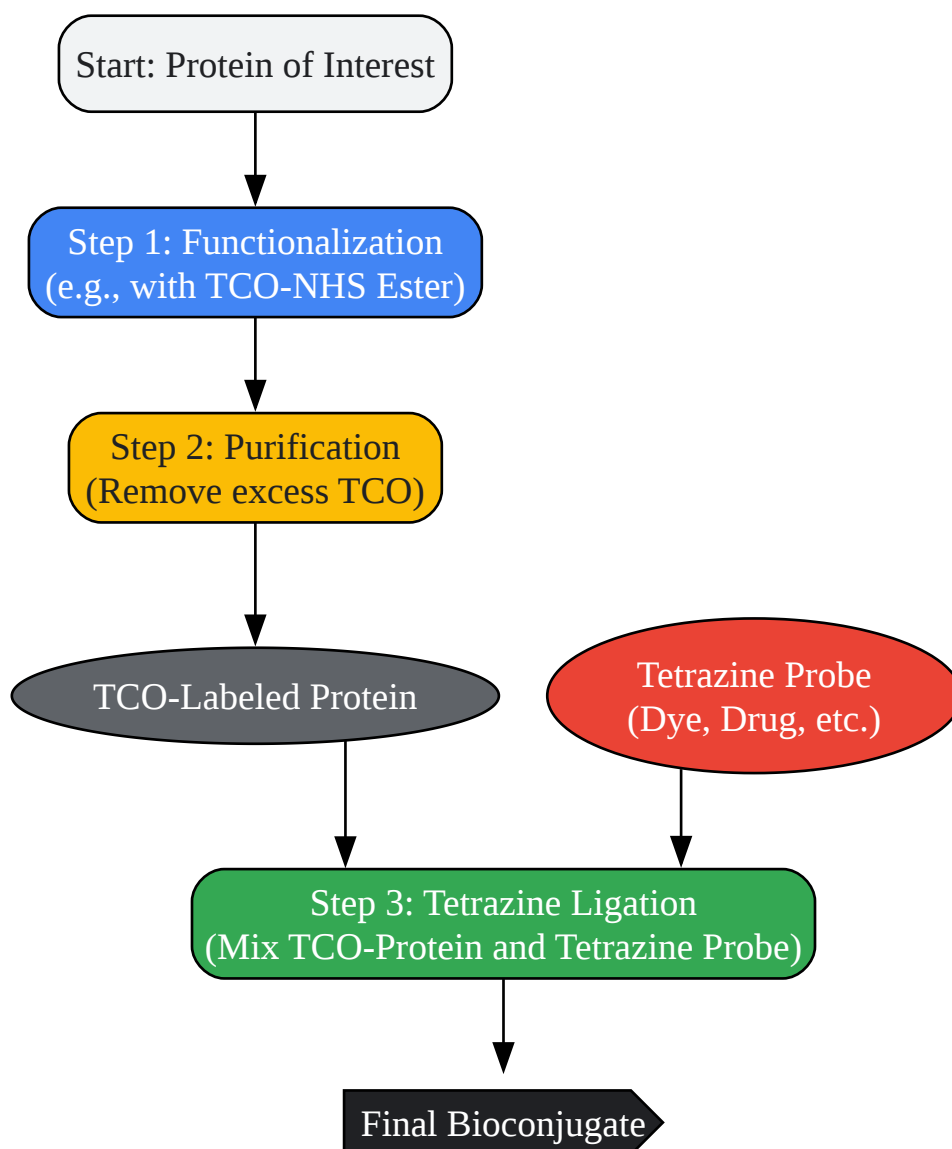 Start: Protein of Interest
Step 1: Functionalization
(e.g., with TCO-NHS Ester)
Step 2: Purification
(Remove excess TCO)
TCO-Labeled Protein
Tetrazine Probe
(Dye, Drug, etc.)
Step 3: Tetrazine Ligation
(Mix TCO-Protein and Tetrazine Probe)
Final Bioconjugate